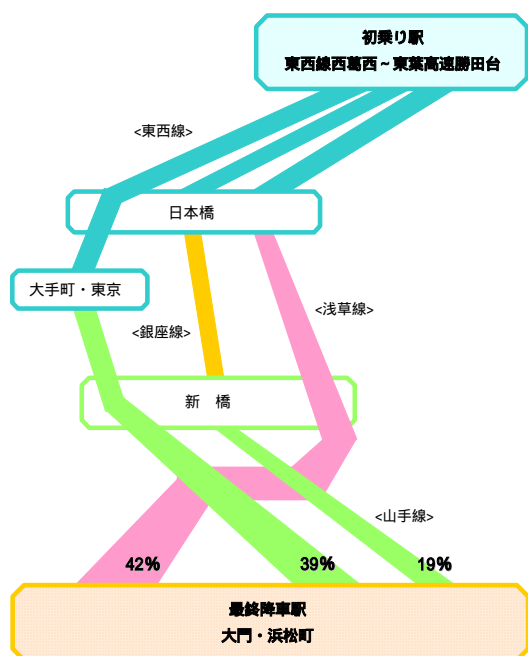 初乗り駅
東西線西葛西～東葉高速勝田台
<東西線>
日本橋
大手町・東京
<浅草線>
<銀座線>
新　橋
<山手線>
42%
39%
19%
最終降車駅
大門・浜松町